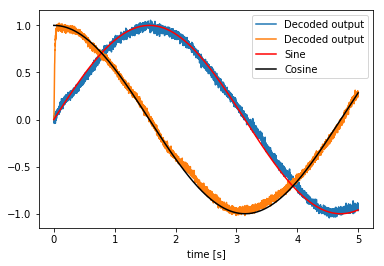 Decoded output
Decoded output
Sine
Cosine
1.0
0.5
0.0
−0.5
−1.0
0 1 2 3 4 5
time [s]